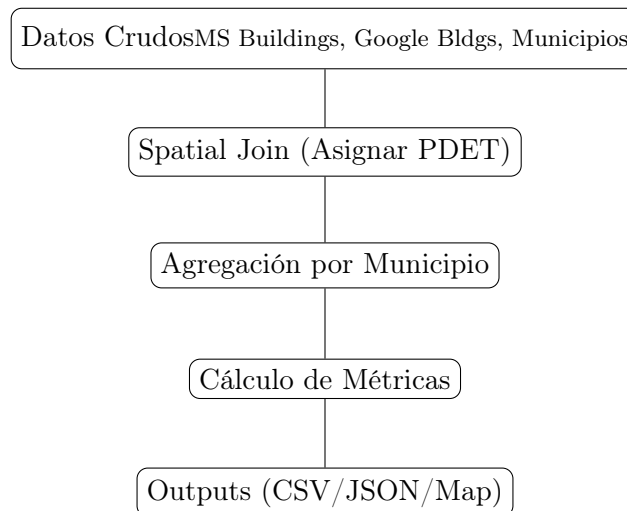 Datos CrudosMS Buildings, Google Bldgs, Municipios
Spatial Join (Asignar PDET)
Agregación por Municipio
Cálculo de Métricas
Outputs (CSV/JSON/Map)